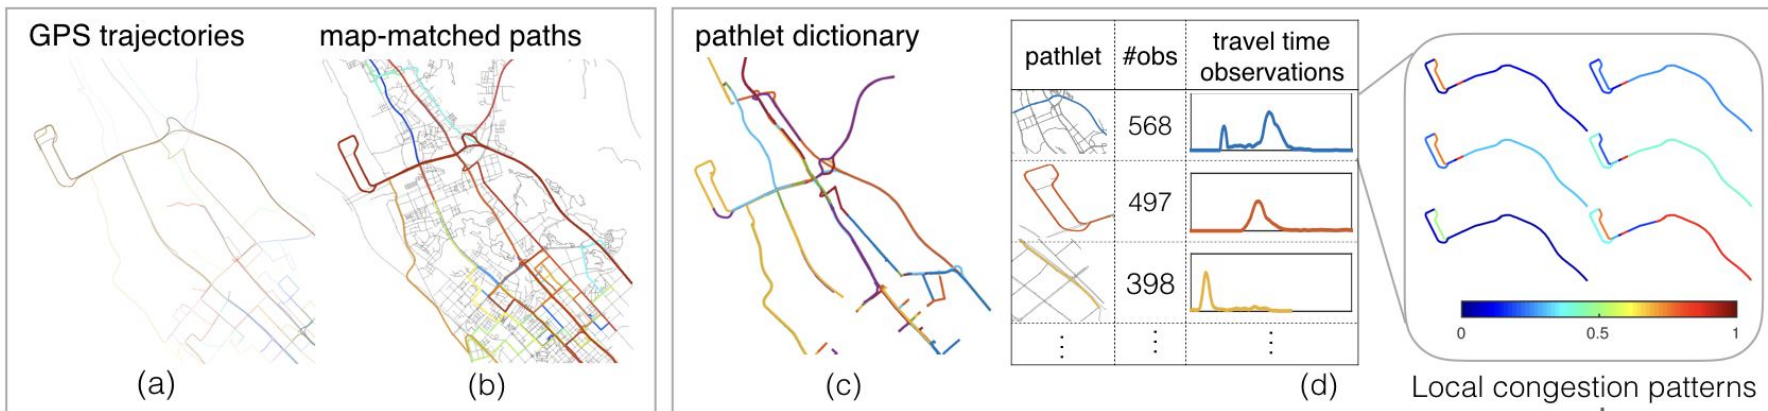 GPS trajectories
map-matched paths
(a)
(b)
pathlet dictionary
(c)
pathlet
#obs
travel time
observations
568
497
398
⋮
⋮
⋮
(d)
0
0.5
1
Local congestion patterns